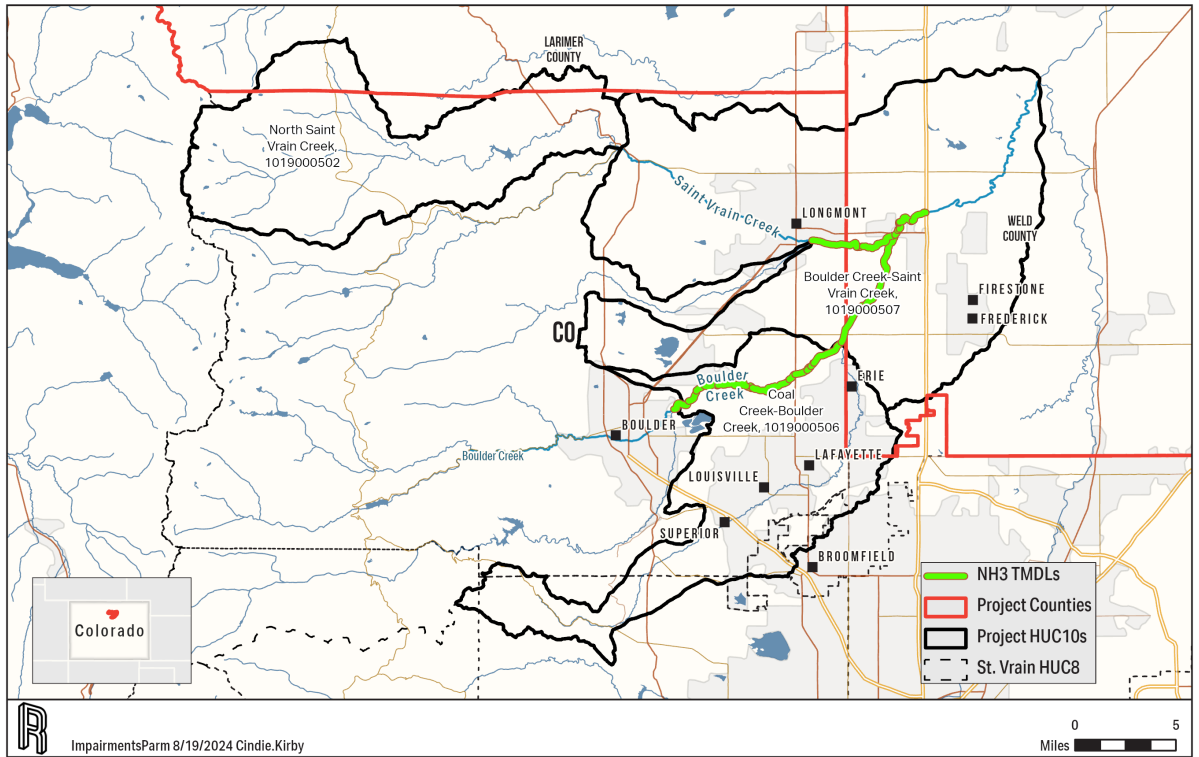 LARIMER
COUNTY
North Saint
Vrain Creek,
1019000502
Saint Vrain Creek
LONGMONT
WELD
COUNTY
Boulder Creek-Saint
Vrain Creek,
1019000507
FIRESTONE
FREDERICK
CO
Boulder
Creek
ERIE
Coal
Creek-Boulder
Creek, 1019000506
BOULDER
Boulder Creek
LAFAYETTE
LOUISVILLE
SUPERIOR
BROOMFIELD
NH3 TMDLs
Project Counties
Project HUC10s
St. Vrain HUC8
Colorado
R
ImpairmentsParm 8/19/2024 Cindie.Kirby
0 5
Miles